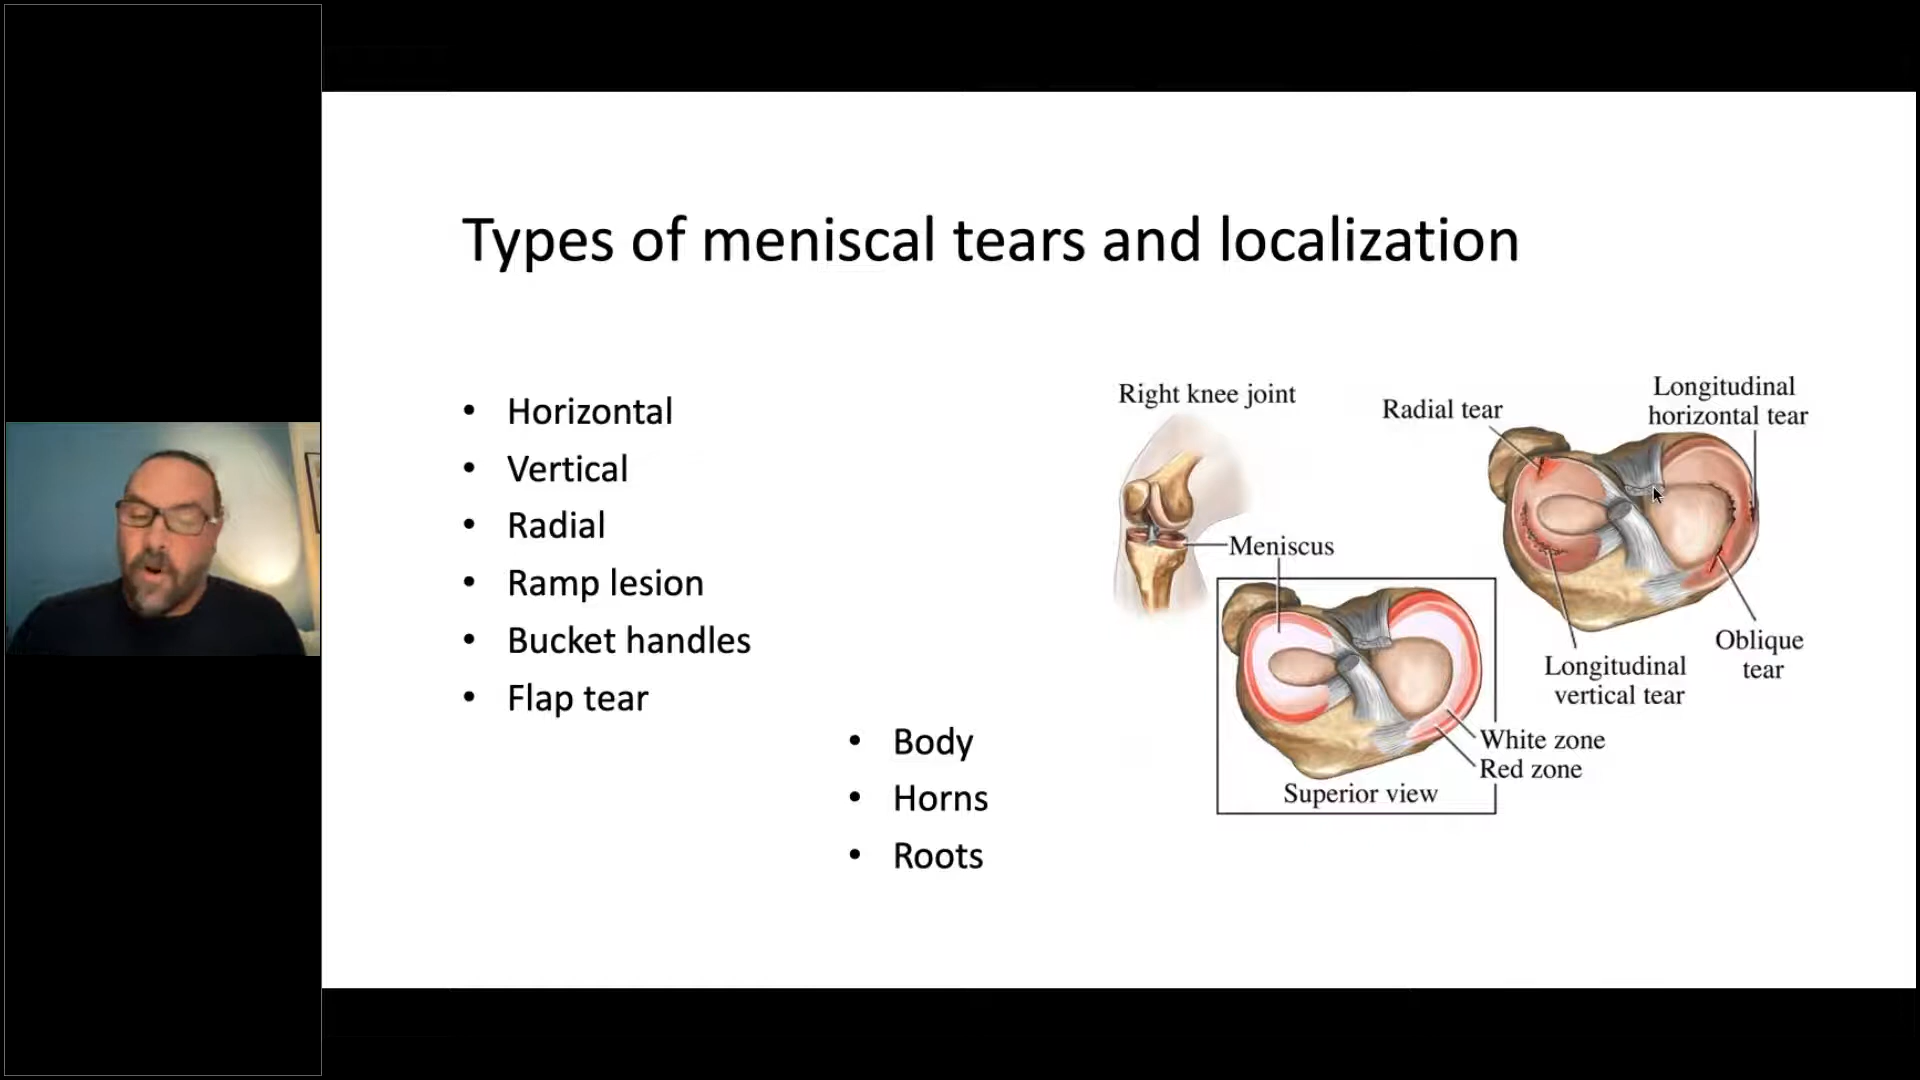 Types of meniscal tears and localization
• Horizontal
• Vertical
• Radial
• Ramp lesion
• Bucket handles
• Flap tear
• Body
• Horns
• Roots
Right knee joint
Radial tear
Longitudinal
horizontal tear
Meniscus
Oblique
tear
Longitudinal
vertical tear
White zone
Red zone
Superior view